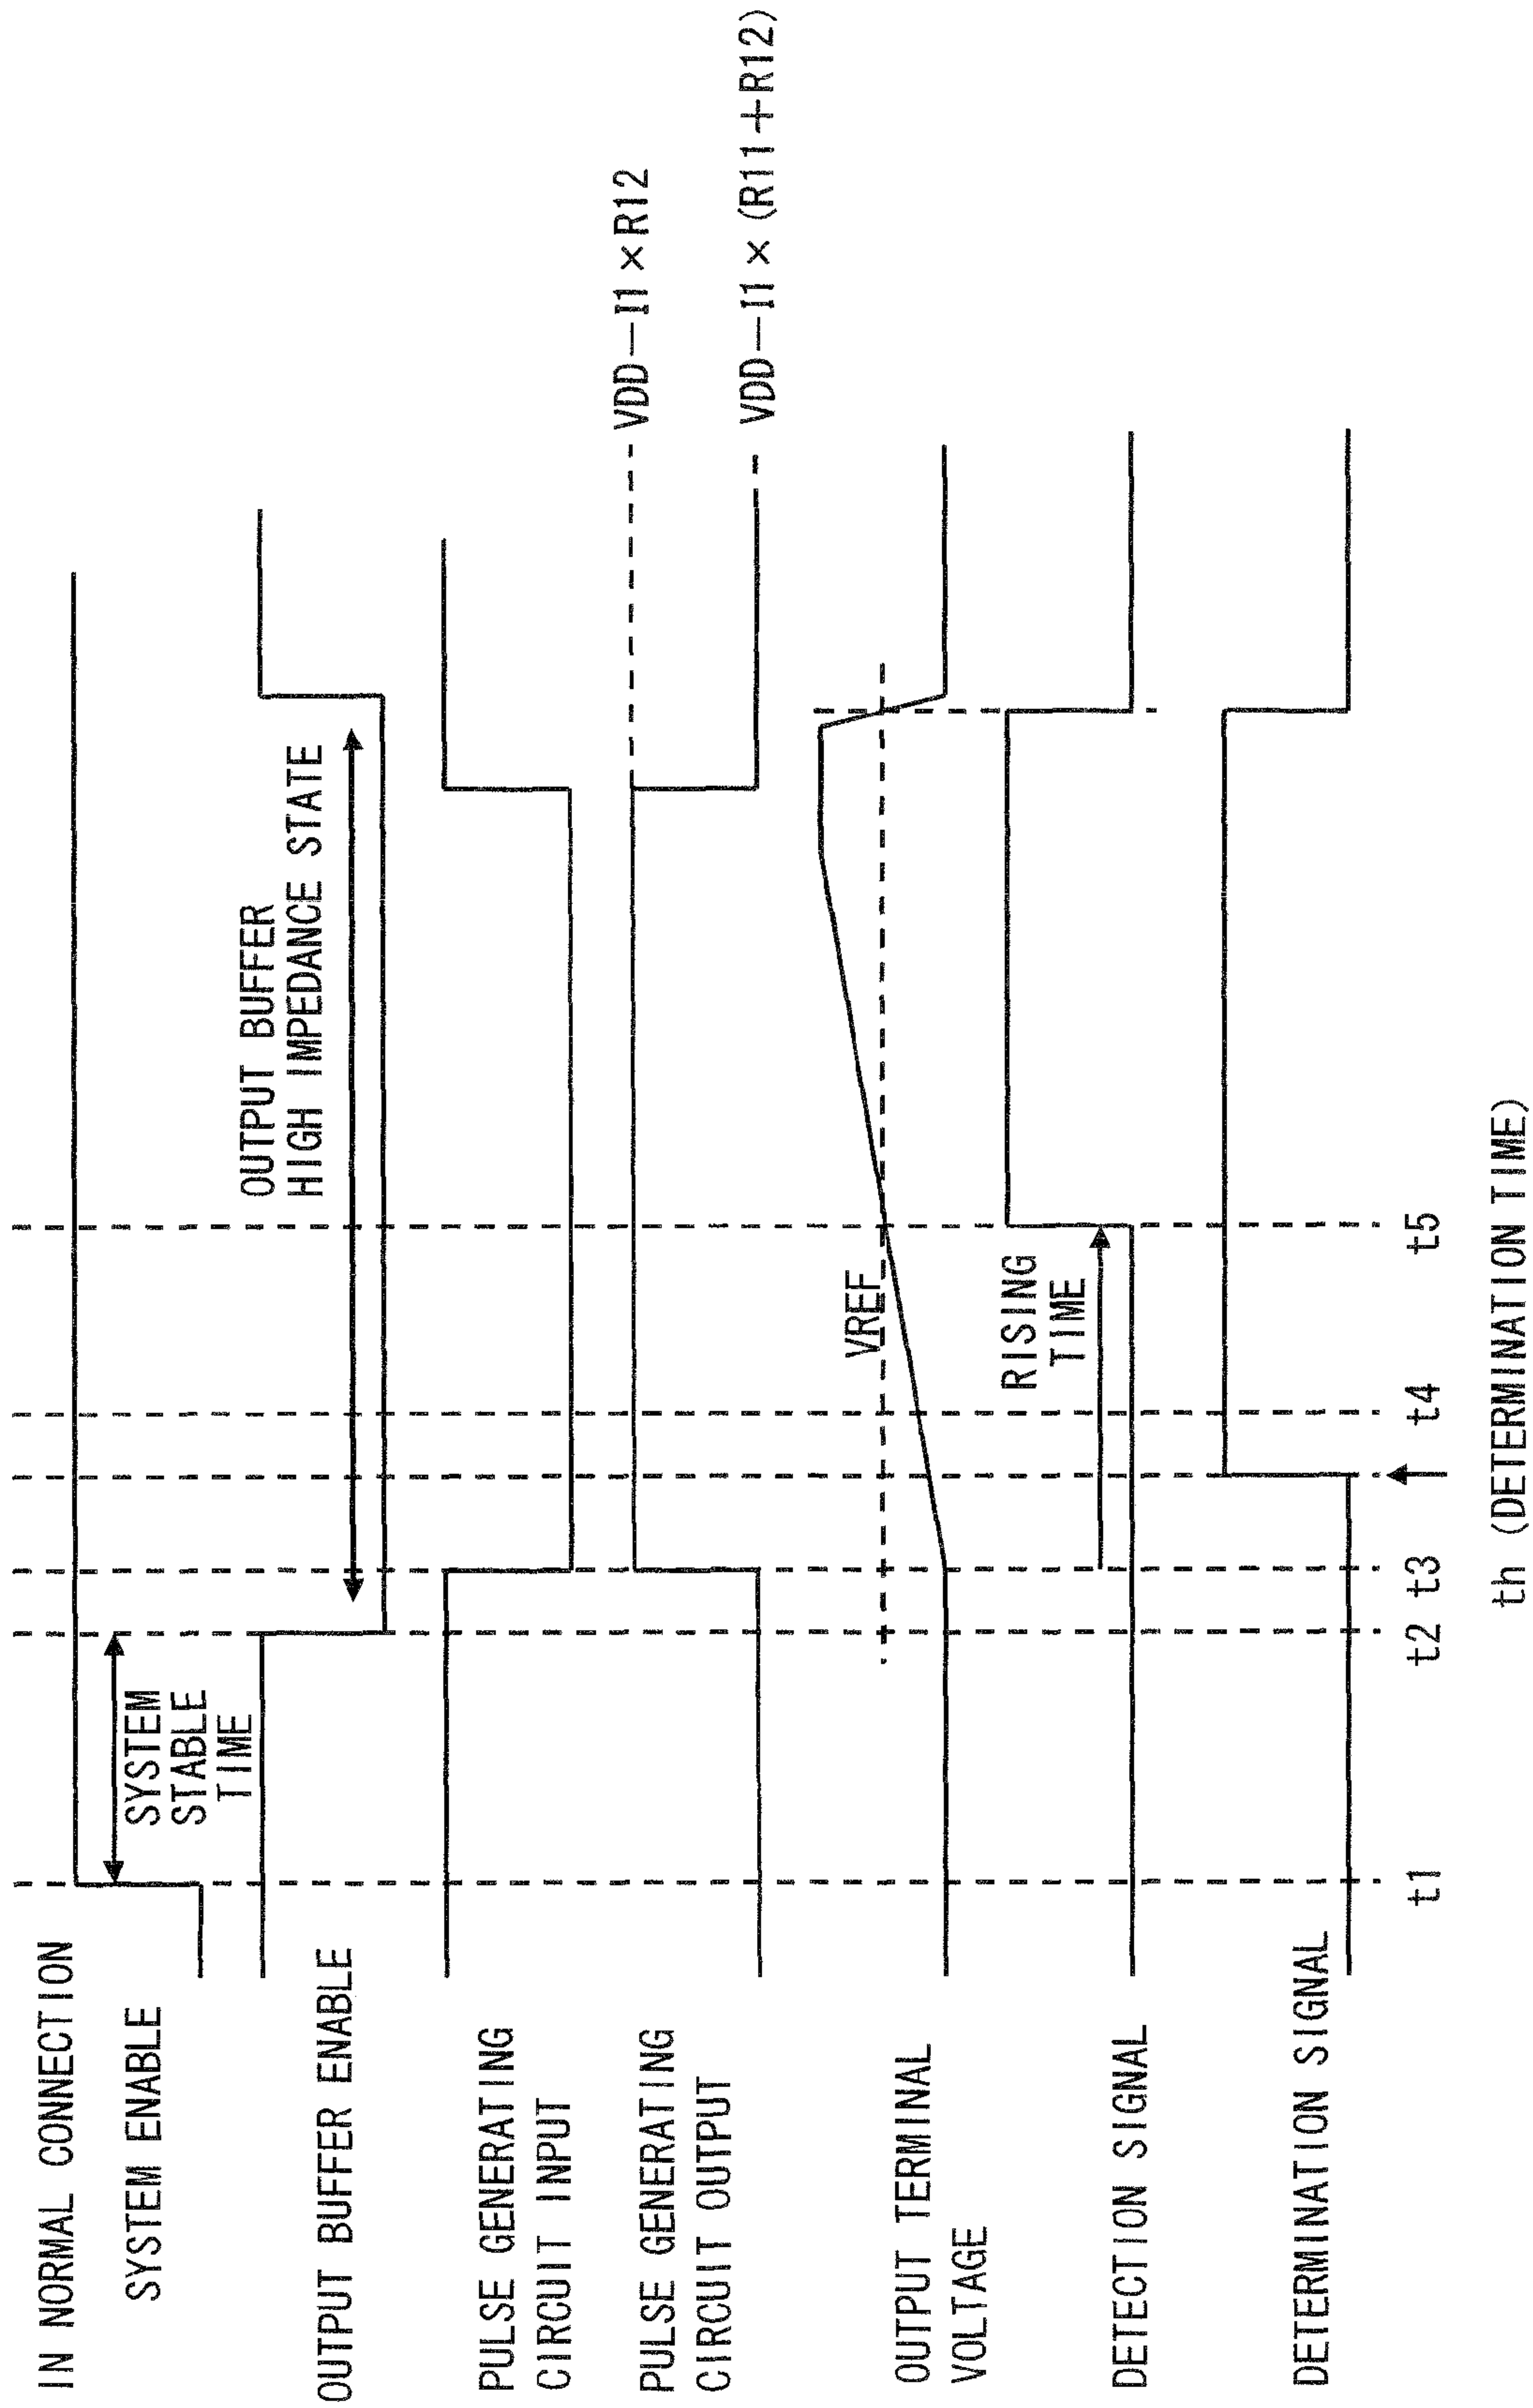 IN NORMAL CONNECTION
SYSTEM ENABLE
SYSTEM
STABLE
TIME
OUTPUT BUFFER ENABLE
OUTPUT BUFFER
HIGH IMPEDANCE STATE
PULSE GENERATING
CIRCUIT INPUT
PULSE GENERATING
CIRCUIT OUTPUT
VDD−I1×R12
VDD−I1×(R11+R12)
OUTPUT TERMINAL
VOLTAGE
VREF
DETECTION SIGNAL
RISING
TIME
DETERMINATION SIGNAL
t1 t2 t3 t4 t5
th (DETERMINATION TIME)